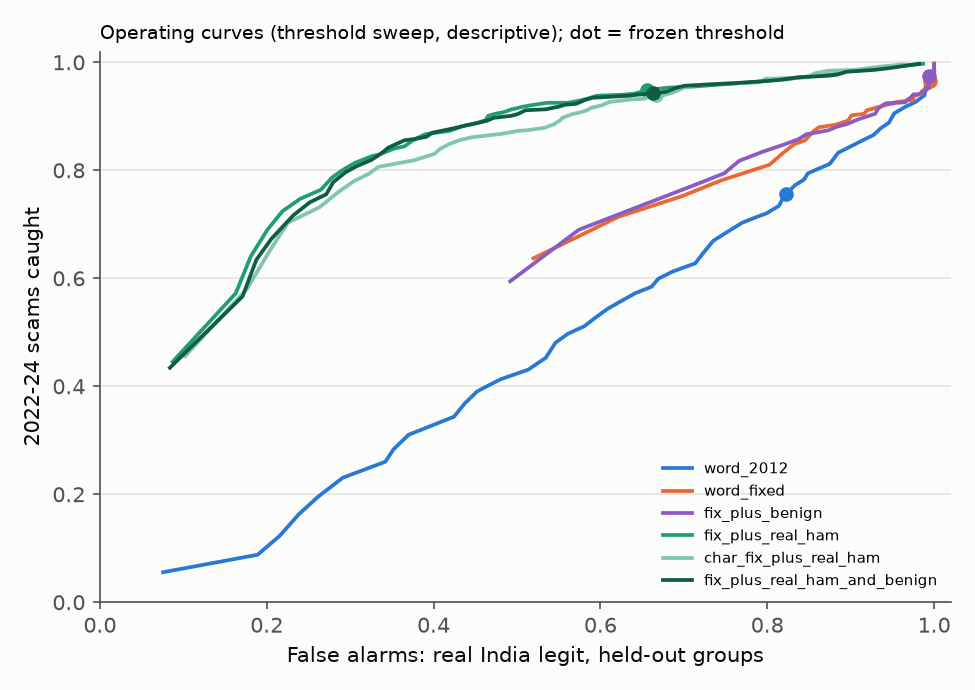 Operating curves (threshold sweep, descriptive); dot = frozen threshold
1.0
0.8
0.6
0.4
0.2
0.0
2022-24 scams caught
word_2012
word_fixed
fix_plus_benign
fix_plus_real_ham
char_fix_plus_real_ham
fix_plus_real_ham_and_benign
0.0 0.2 0.4 0.6 0.8 1.0
False alarms: real India legit, held-out groups